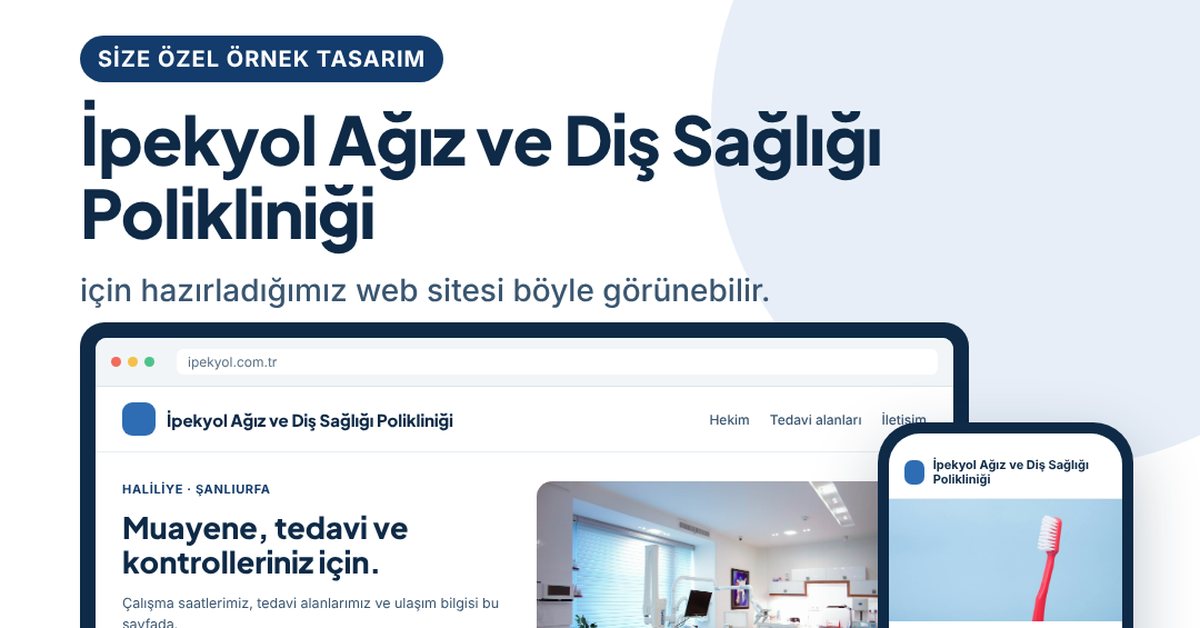 SİZE ÖZEL ÖRNEK TASARIM
İpekyol Ağız ve Diş Sağlığı
Polikliniği
için hazırladığımız web sitesi böyle görünebilir.
ipekyol.com.tr
İpekyol Ağız ve Diş Sağlığı Polikliniği
Hekim Tedavi alanları İletişim
HALİLİYE · ŞANLIURFA
Muayene, tedavi ve
kontrolleriniz için.
Çalışma saatlerimiz, tedavi alanlarımız ve ulaşım bilgisi bu
sayfada.
İpekyol Ağız ve Diş Sağlığı
Polikliniği